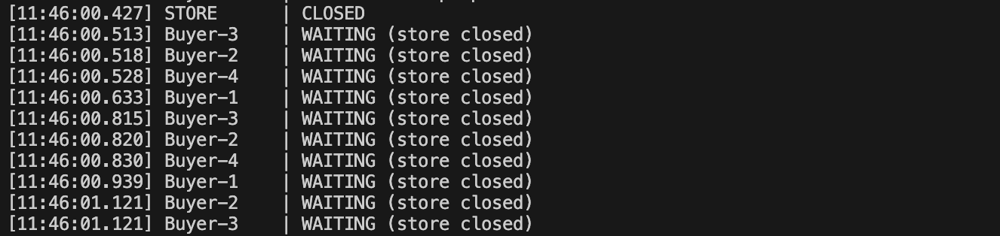 [11:46:00.427] STORE | CLOSED
[11:46:00.513] Buyer-3 | WAITING (store closed)
[11:46:00.518] Buyer-2 | WAITING (store closed)
[11:46:00.528] Buyer-4 | WAITING (store closed)
[11:46:00.633] Buyer-1 | WAITING (store closed)
[11:46:00.815] Buyer-3 | WAITING (store closed)
[11:46:00.820] Buyer-2 | WAITING (store closed)
[11:46:00.830] Buyer-4 | WAITING (store closed)
[11:46:00.939] Buyer-1 | WAITING (store closed)
[11:46:01.121] Buyer-2 | WAITING (store closed)
[11:46:01.121] Buyer-3 | WAITING (store closed)